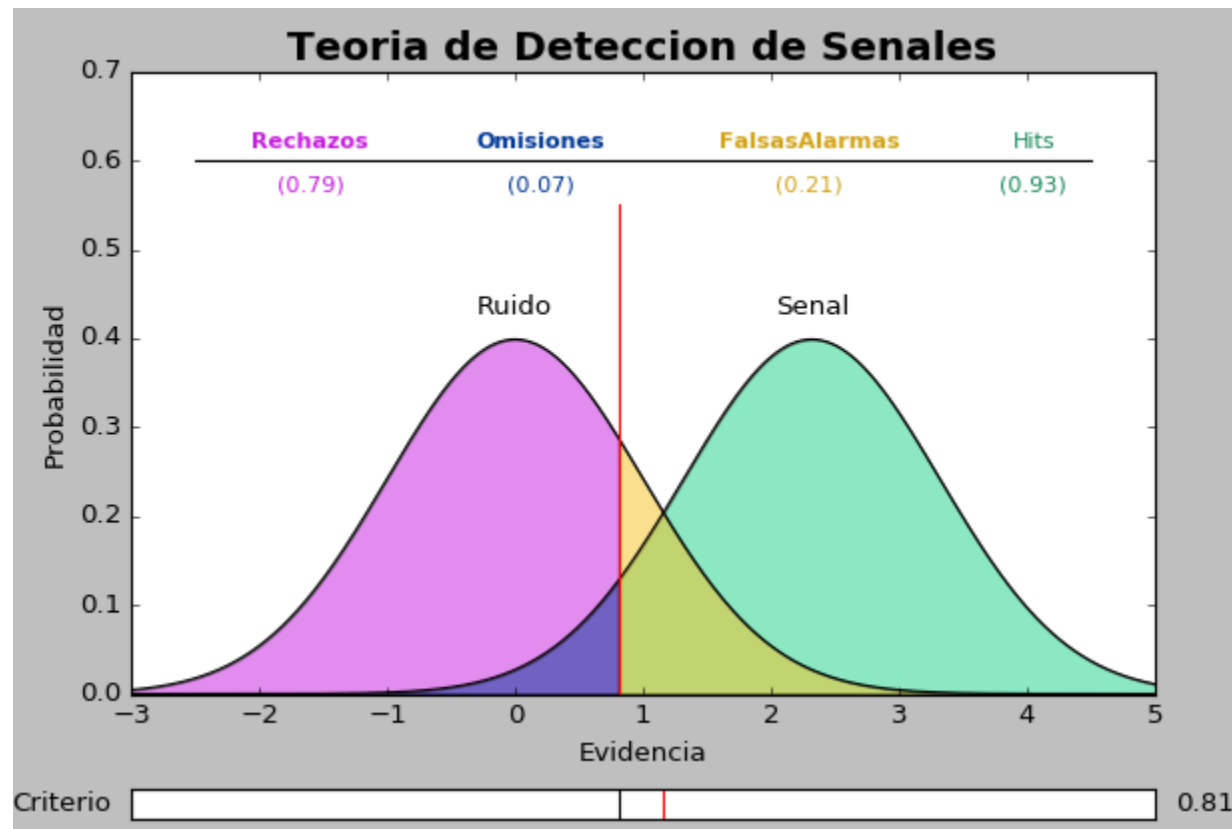 Teoria de Deteccion de Senales
0.7
0.6
0.5
0.4
0.3
0.2
0.1
0.0
Probabilidad
Rechazos Omisiones FalsasAlarmas Hits
(0.79) (0.07) (0.21) (0.93)
Ruido Senal
−3 −2 −1 0 1 2 3 4 5
Evidencia
Criterio 0.81